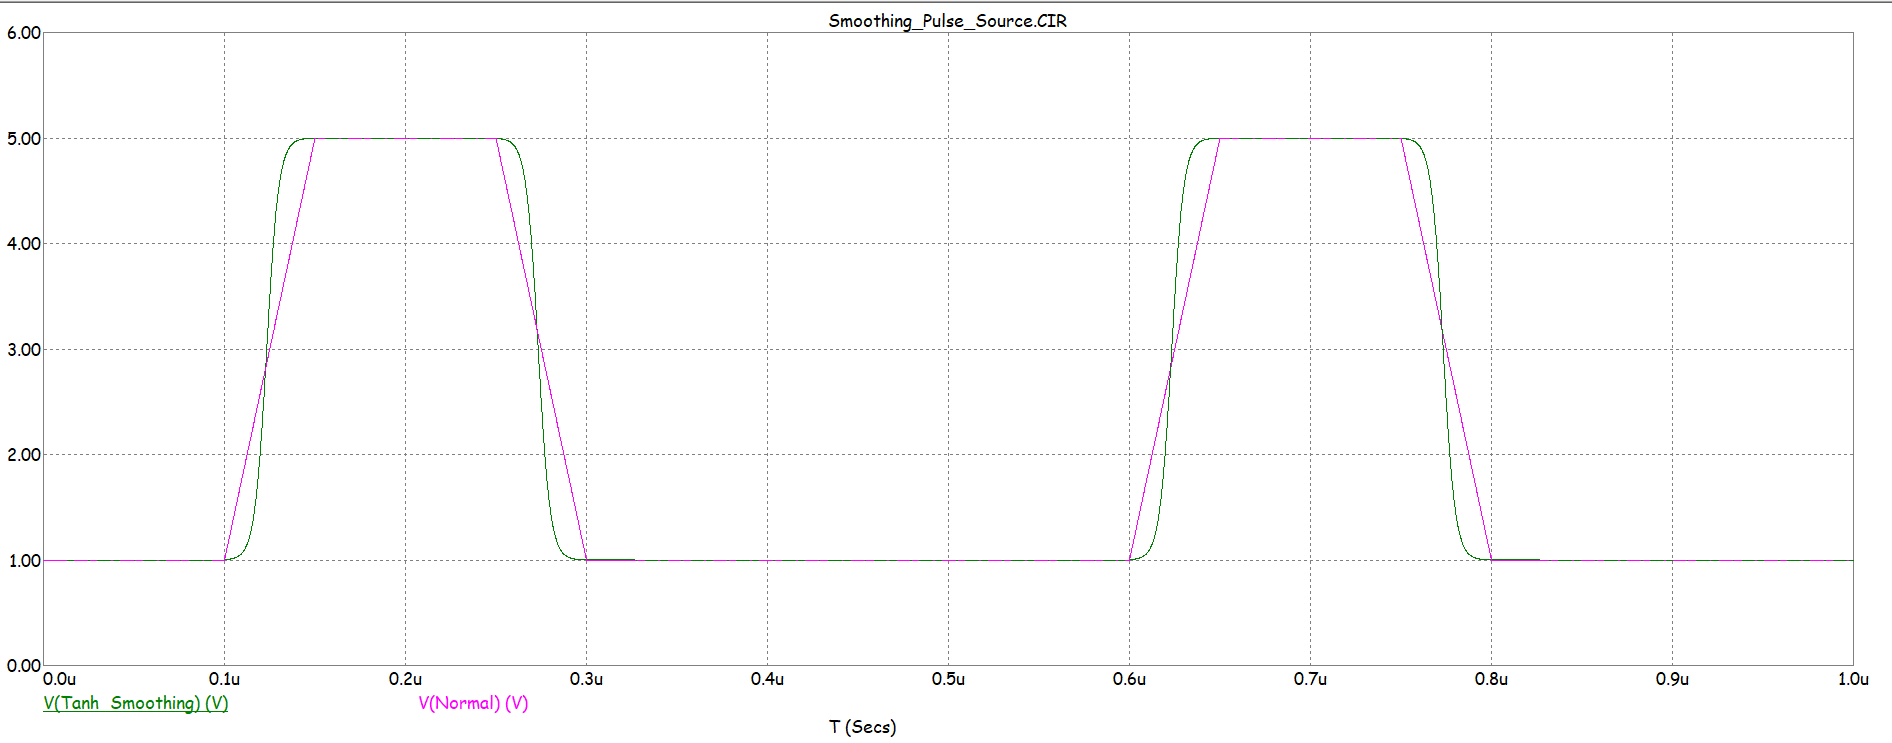 Smoothing_Pulse_Source.CIR
6.00
5.00
4.00
3.00
2.00
1.00
0.00
0.0u 0.1u 0.2u 0.3u 0.4u 0.5u 0.6u 0.7u 0.8u 0.9u 1.0u
V(Tanh_Smoothing) (V) V(Normal) (V)
T (Secs)